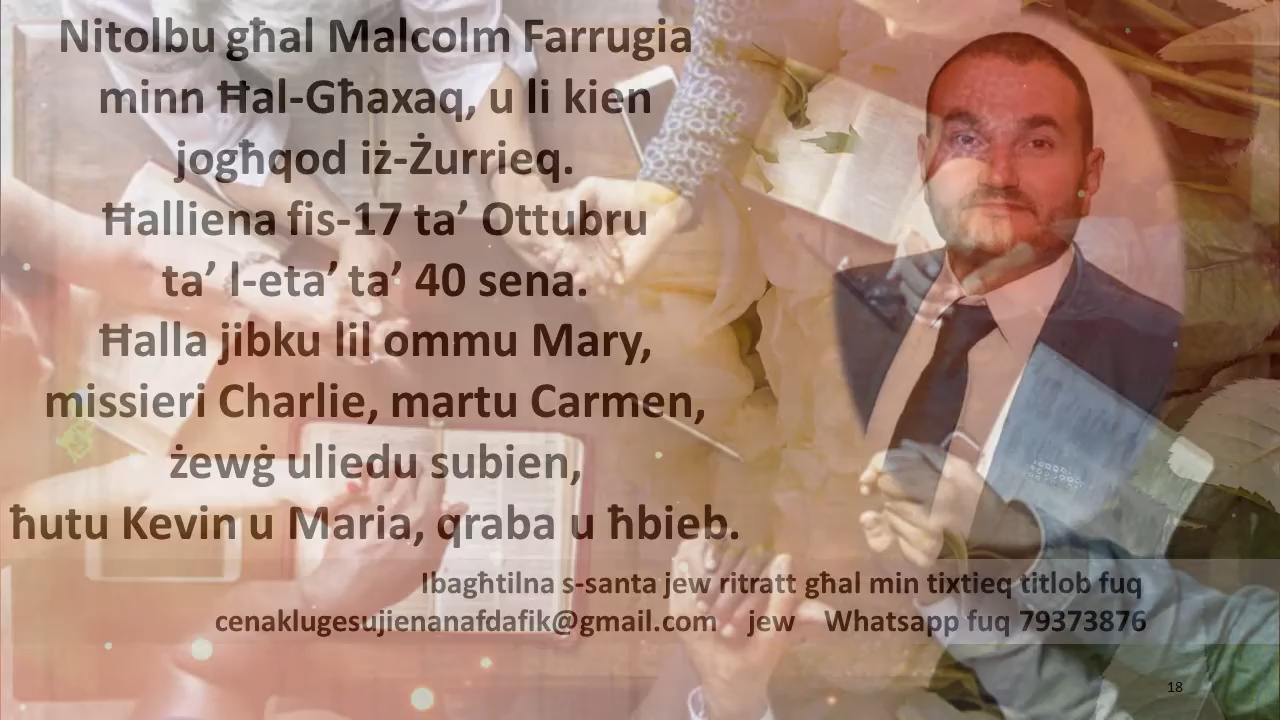 Nitolbu għal Malcolm Farrugia
minn Ħal-Għaxaq, u li kien
jogħqod iż-Żurrieq.
Ħalliena fis-17 ta’ Ottubru
ta’ l-eta’ ta’ 40 sena.
Ħalla jibku lil ommu Mary,
missieri Charlie, martu Carmen,
żewġ uliedu subien,
ħutu Kevin u Maria, qraba u ħbieb.
Ibagħtilna s-santa jew ritratt għal min tixtieq titlob fuq
cenaklugesujienanafdafik@gmail.com jew Whatsapp fuq 79373876
18